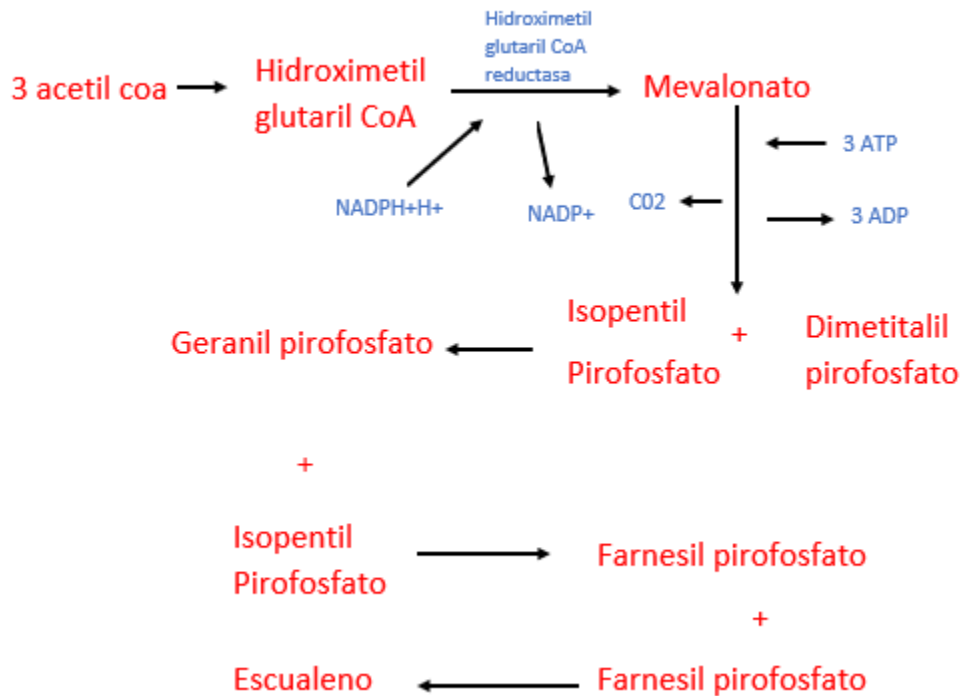 Hidroximetil
glutaril CoA
reductasa
3 acetil coa
Hidroximetil
glutaril CoA
Mevalonato
3 ATP
NADPH+H+
NADP+
C02
3 ADP
Geranil pirofosfato
Isopentil
Pirofosfato
+
Dimetitalil
pirofosfato
+
Isopentil
Pirofosfato
Farnesil pirofosfato
+
Escualeno
Farnesil pirofosfato